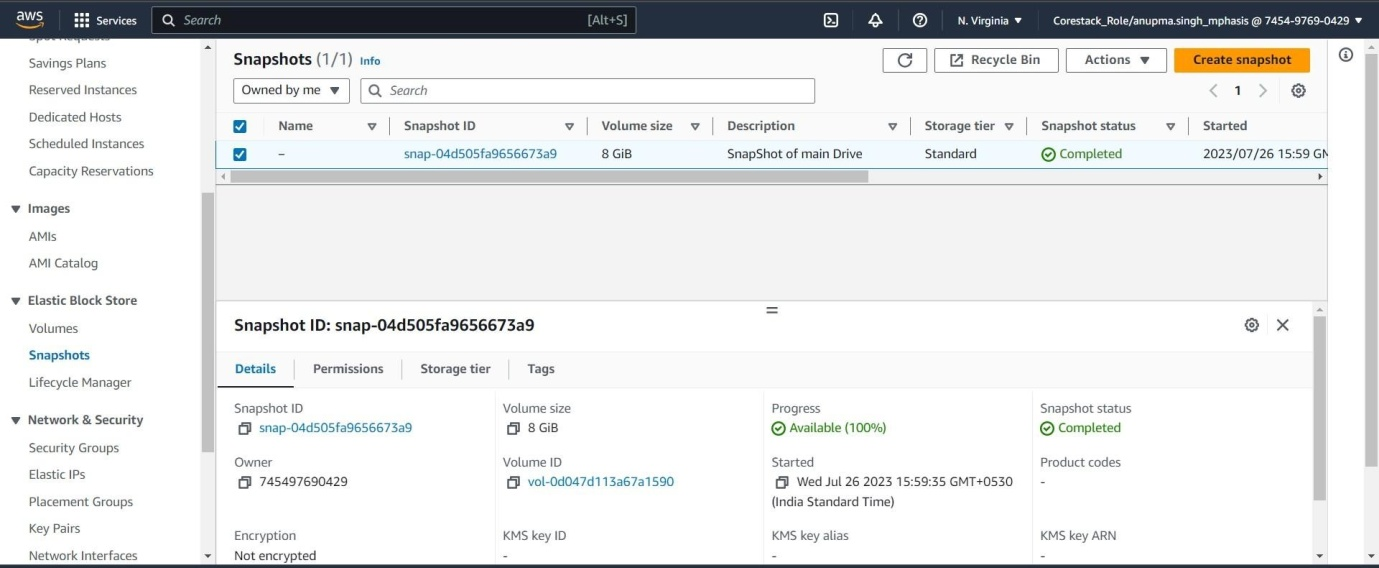 aws Services Search [Alt+S] N. Virginia Corestack_Role/anupma.singh_mphasis @ 7454-9769-0429
Spot Requests
Savings Plans
Reserved Instances
Dedicated Hosts
Scheduled Instances
Capacity Reservations
Images
AMIs
AMI Catalog
Elastic Block Store
Volumes
Snapshots
Lifecycle Manager
Network & Security
Security Groups
Elastic IPs
Placement Groups
Key Pairs
Network Interfaces
Snapshots (1/1) Info Recycle Bin Actions Create snapshot
Owned by me Search 1
Name Snapshot ID Volume size Description Storage tier Snapshot status Started
– snap-04d505fa9656673a9 8 GiB SnapShot of main Drive Standard Completed 2023/07/26 15:59 GM
Snapshot ID: snap-04d505fa9656673a9
Details Permissions Storage tier Tags
Snapshot ID Volume size Progress Snapshot status
snap-04d505fa9656673a9 8 GiB Available (100%) Completed
Owner Volume ID Started Product codes
745497690429 vol-0d047d113a67a1590 Wed Jul 26 2023 15:59:35 GMT+0530 -
(India Standard Time)
Encryption KMS key ID KMS key alias KMS key ARN
Not encrypted - - -